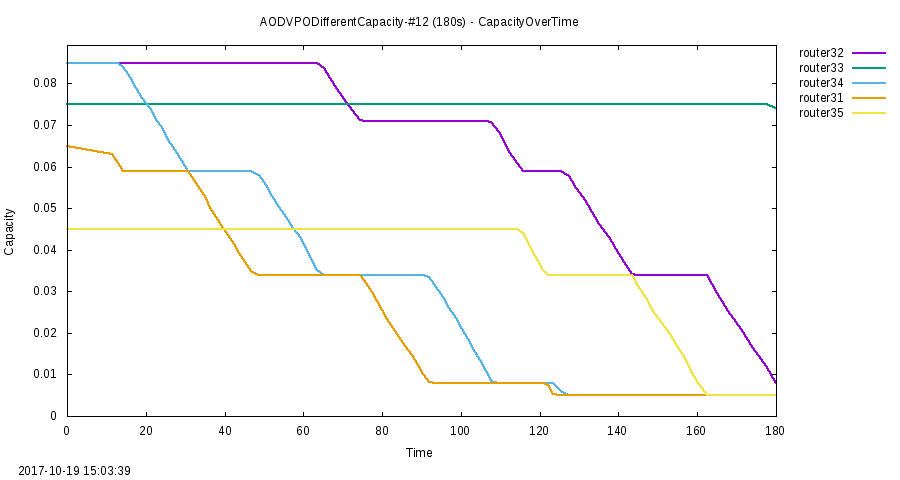 AODVPODifferentCapacity-#12 (180s) - CapacityOverTime
router32
router33
router34
router31
router35
0.08
0.07
0.06
0.05
0.04
0.03
0.02
0.01
0
Capacity
0 20 40 60 80 100 120 140 160 180
Time
2017-10-19 15:03:39